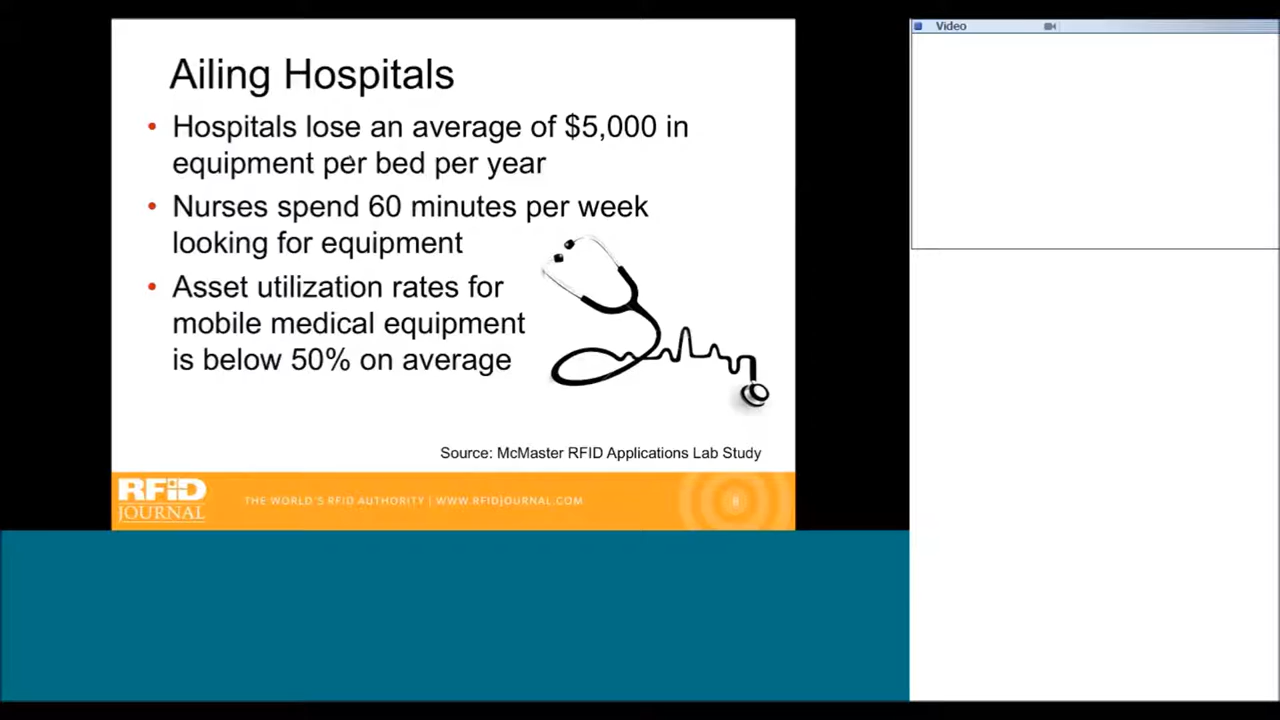 Video
Ailing Hospitals
• Hospitals lose an average of $5,000 in
equipment per bed per year
• Nurses spend 60 minutes per week
looking for equipment
• Asset utilization rates for
mobile medical equipment
is below 50% on average
Source: McMaster RFID Applications Lab Study
RFID
JOURNAL
THE WORLD'S RFID AUTHORITY | WWW.RFIDJOURNAL.COM